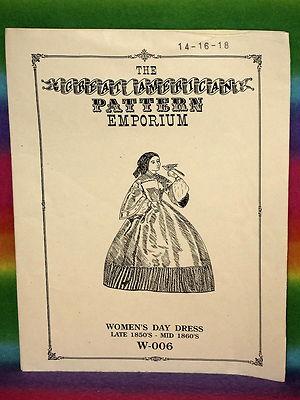 14-16-18
THE
GREAT AMERICAN
PATTERN
EMPORIUM
WOMEN'S DAY DRESS
LATE 1850'S - MID 1860'S
W-006